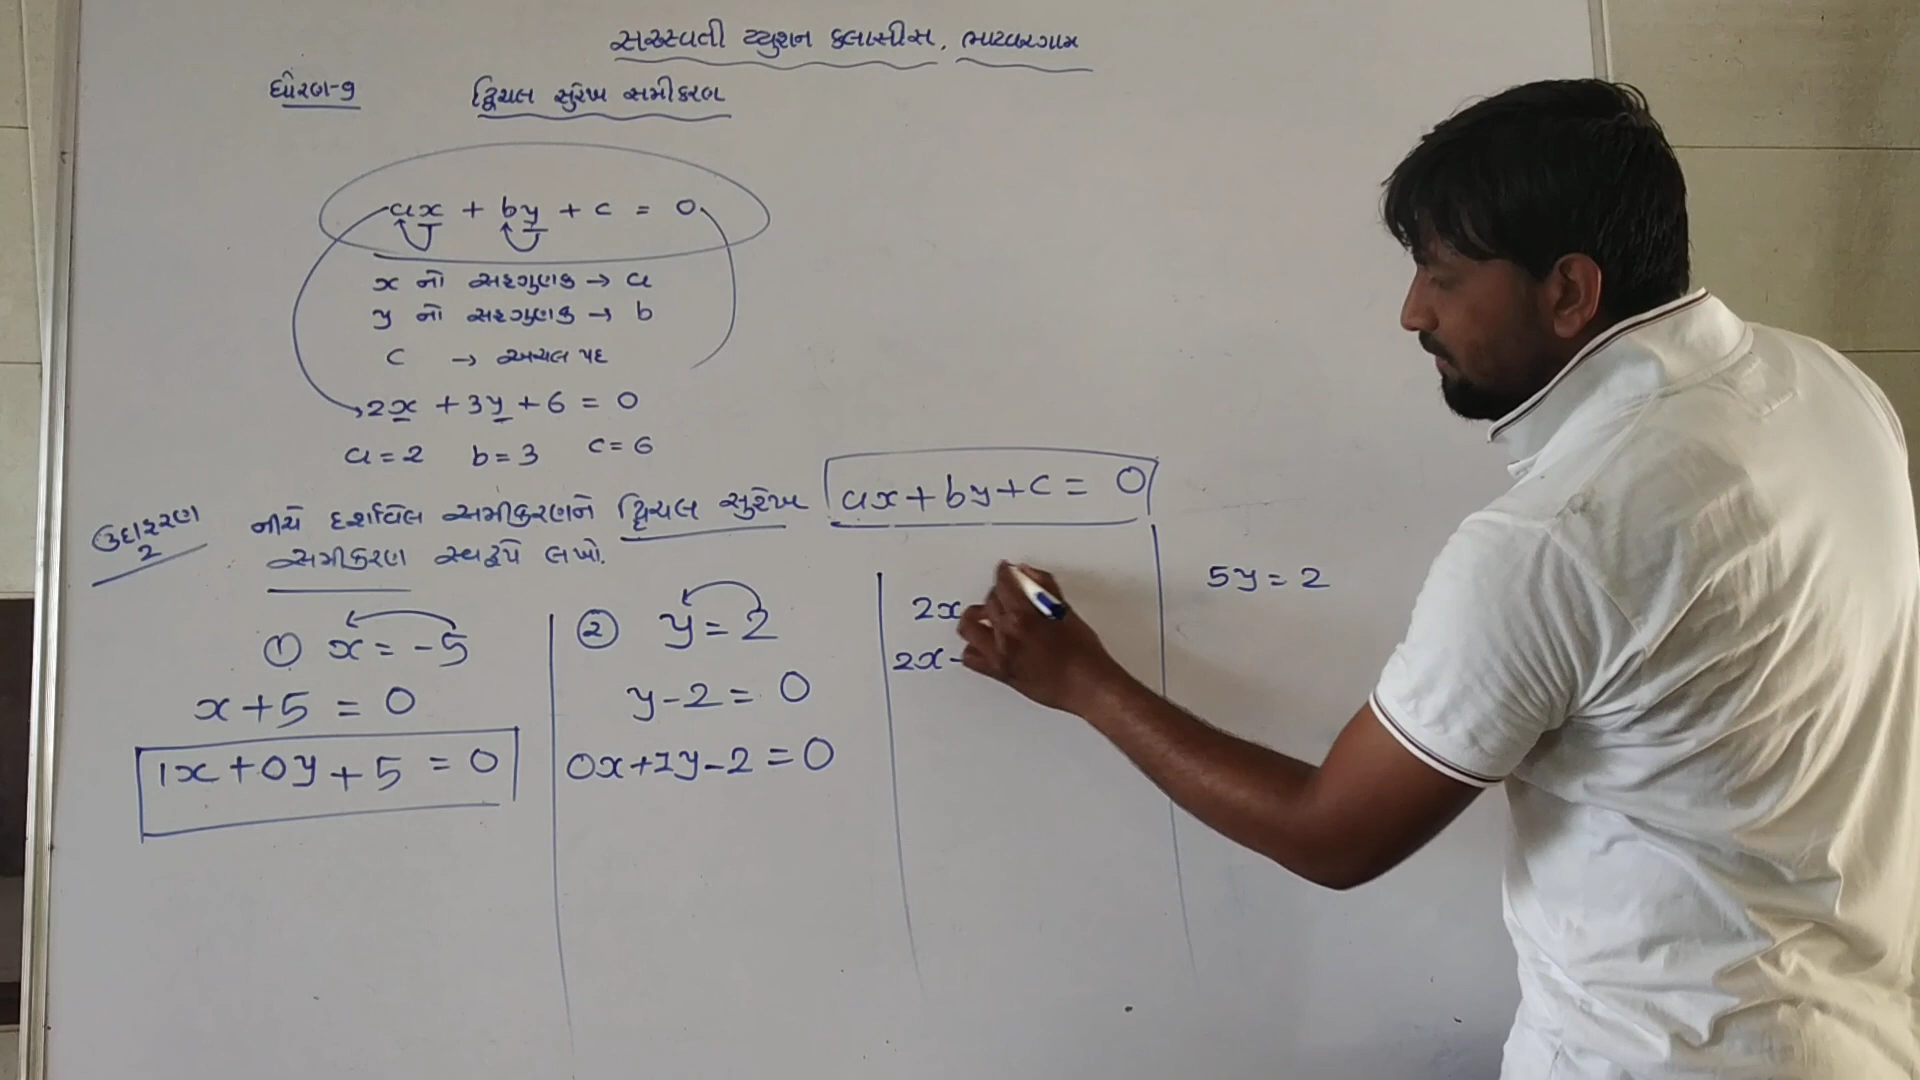 સરસ્વતી ટ્યુશન કલાસીસ, ભાટવરગામ
ધોરણ-9
દ્વિચલ સુરેખ સમીકરણ
ax + by + c = 0
x નો સહગુણક → a
y નો સહગુણક → b
c → અચલ પદ
2x + 3y + 6 = 0
a = 2 b = 3 c = 6
ઉદાહરણ 2
નીચે દર્શાવેલ સમીકરણને દ્વિચલ સુરેખ
સમીકરણ સ્વરૂપે લખો.
ax + by + c = 0
① x = -5
x + 5 = 0
1x + 0y + 5 = 0
② y = 2
y - 2 = 0
0x + 1y - 2 = 0
2x
2x -
5y = 2